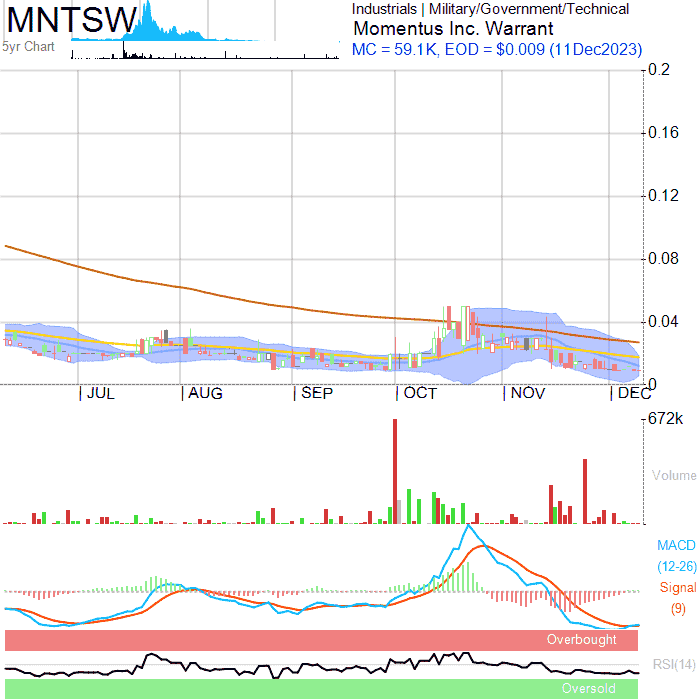 MNTSW
Industrials | Military/Government/Technical
Momentus Inc. Warrant
5yr Chart
MC = 59.1K, EOD = $0.009 (11Dec2023)
0.2
0.16
0.12
0.08
0.04
0
JUL AUG SEP OCT NOV DEC
672k
Volume
MACD
(12-26)
Signal
(9)
Overbought
RSI(14)
Oversold